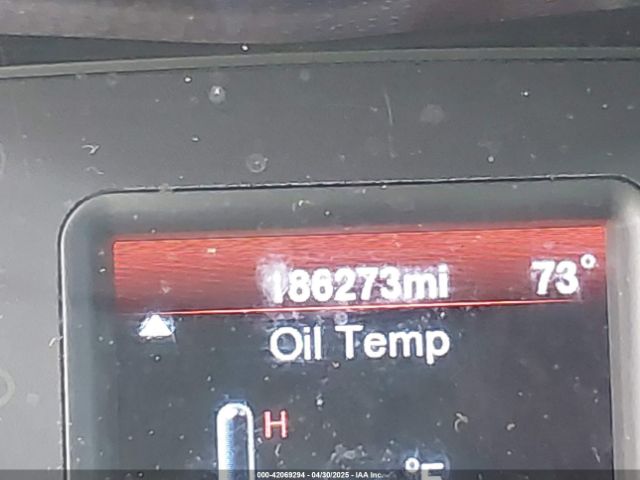 186273mi 73°
Oil Temp
H
°F
000-42069294 - 04/30/2025 - IAA Inc.